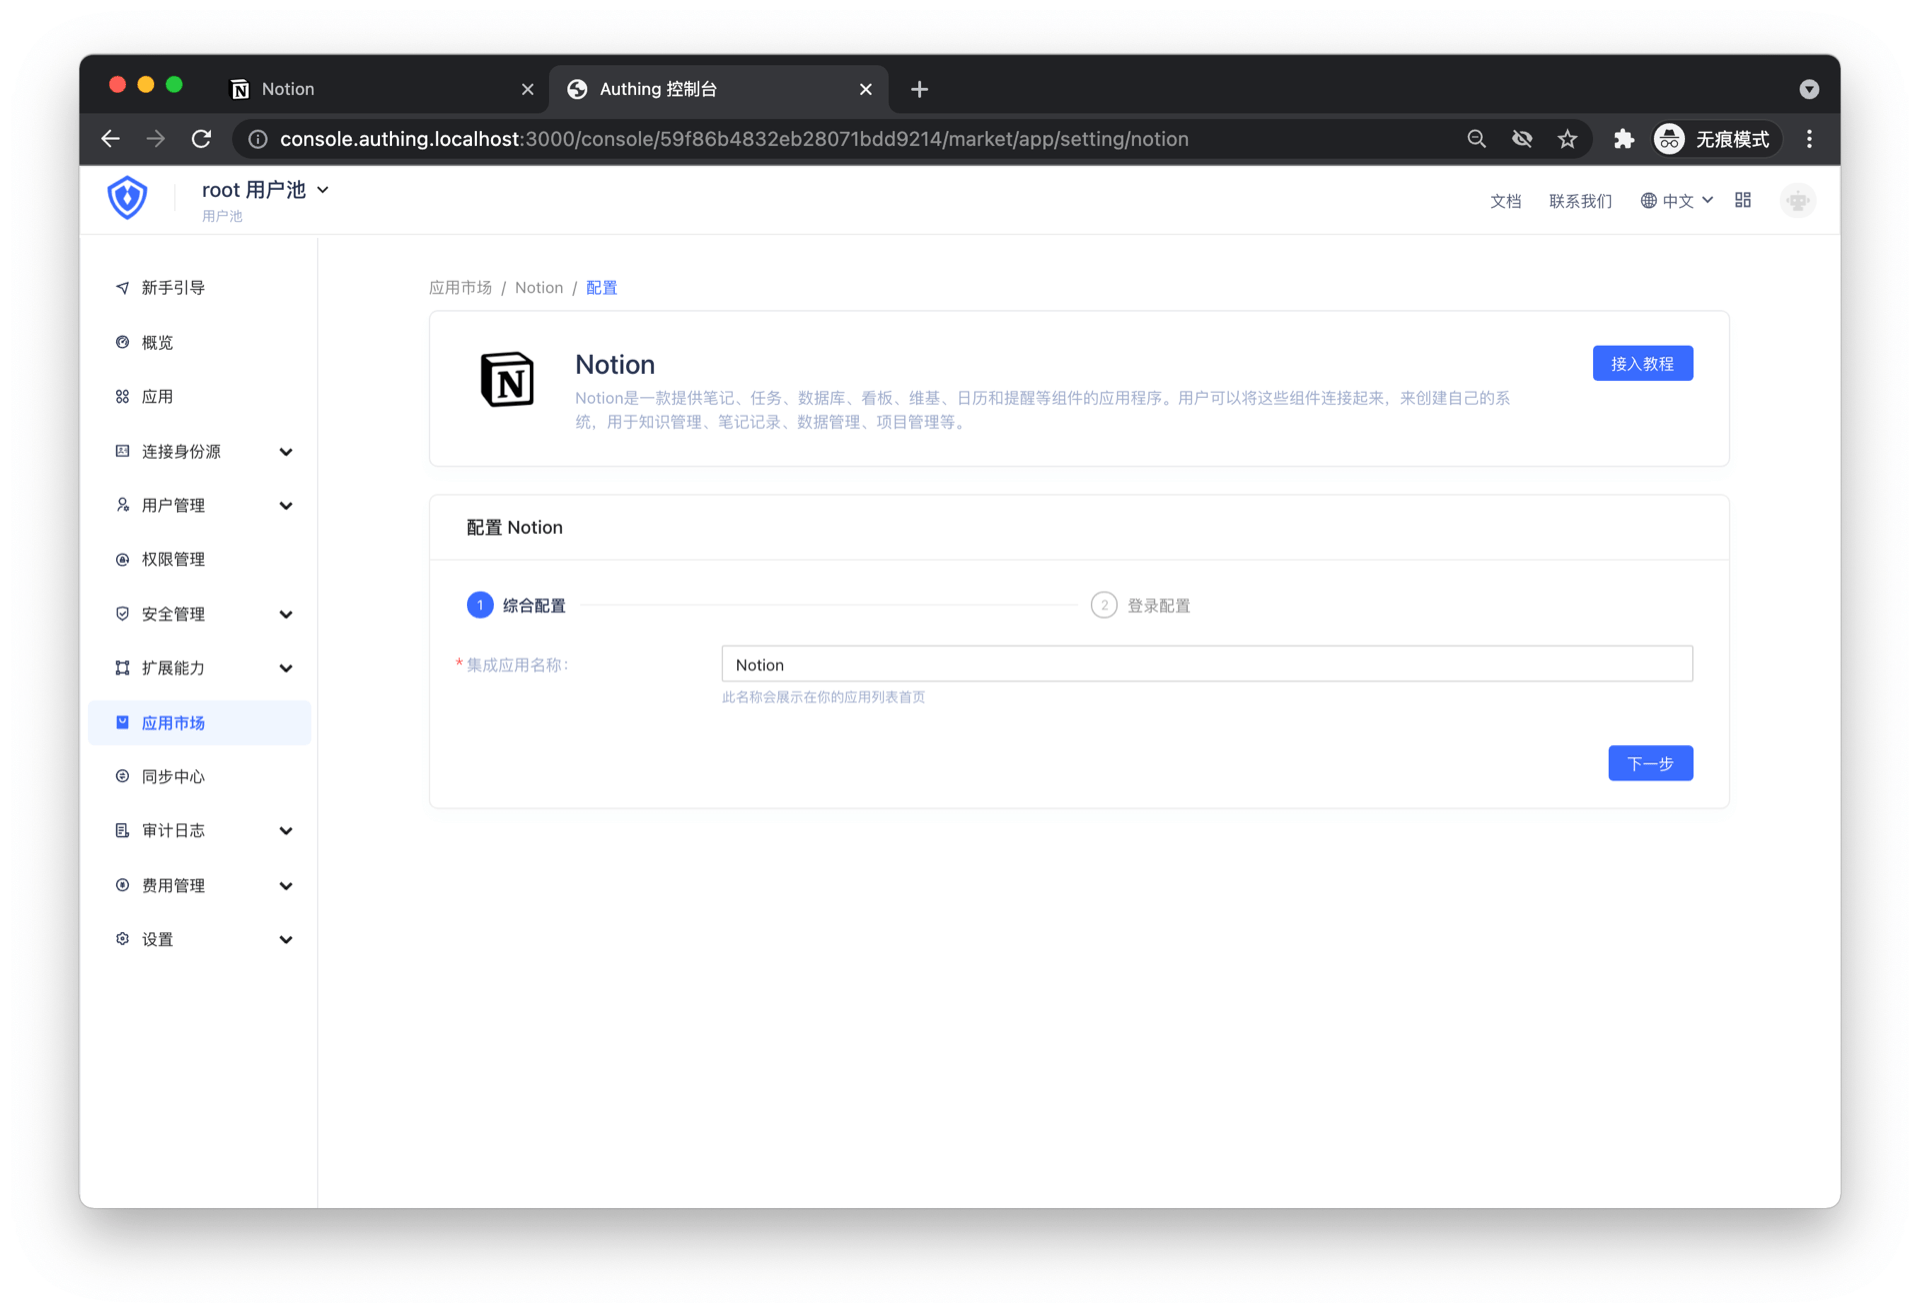 Notion
Authing 控制台
console.authing.localhost:3000/console/59f86b4832eb28071bdd9214/market/app/setting/notion
无痕模式
root 用户池
用户池
文档
联系我们
中文
新手引导
概览
应用
连接身份源
用户管理
权限管理
安全管理
扩展能力
应用市场
同步中心
审计日志
费用管理
设置
应用市场 / Notion / 配置
N
Notion
接入教程
Notion是一款提供笔记、任务、数据库、看板、维基、日历和提醒等组件的应用程序。用户可以将这些组件连接起来，来创建自己的系
统，用于知识管理、笔记记录、数据管理、项目管理等。
配置 Notion
1 综合配置
2 登录配置
* 集成应用名称：
Notion
此名称会展示在你的应用列表首页
下一步